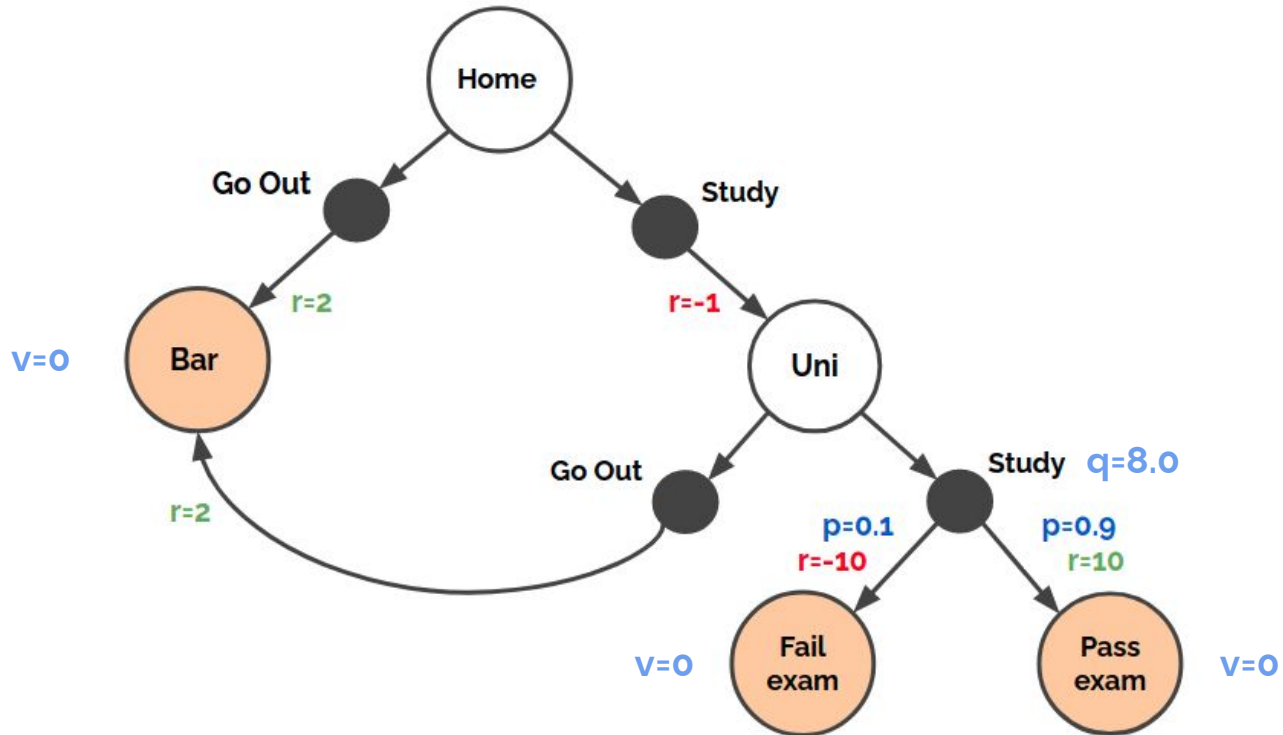 Home
Go Out
Study
r=2
r=-1
v=0
Bar
Uni
Go Out
Study q=8.0
r=2
p=0.1
p=0.9
r=-10
r=10
v=0
Fail
exam
Pass
exam
v=0